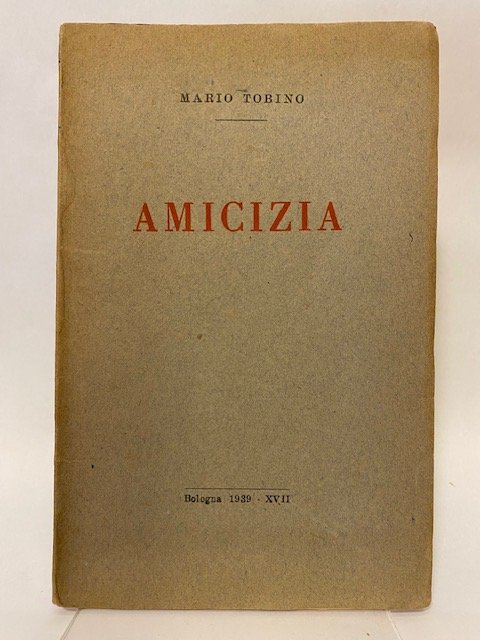 MARIO TOBINO
AMICIZIA
Bologna 1939 - XVII